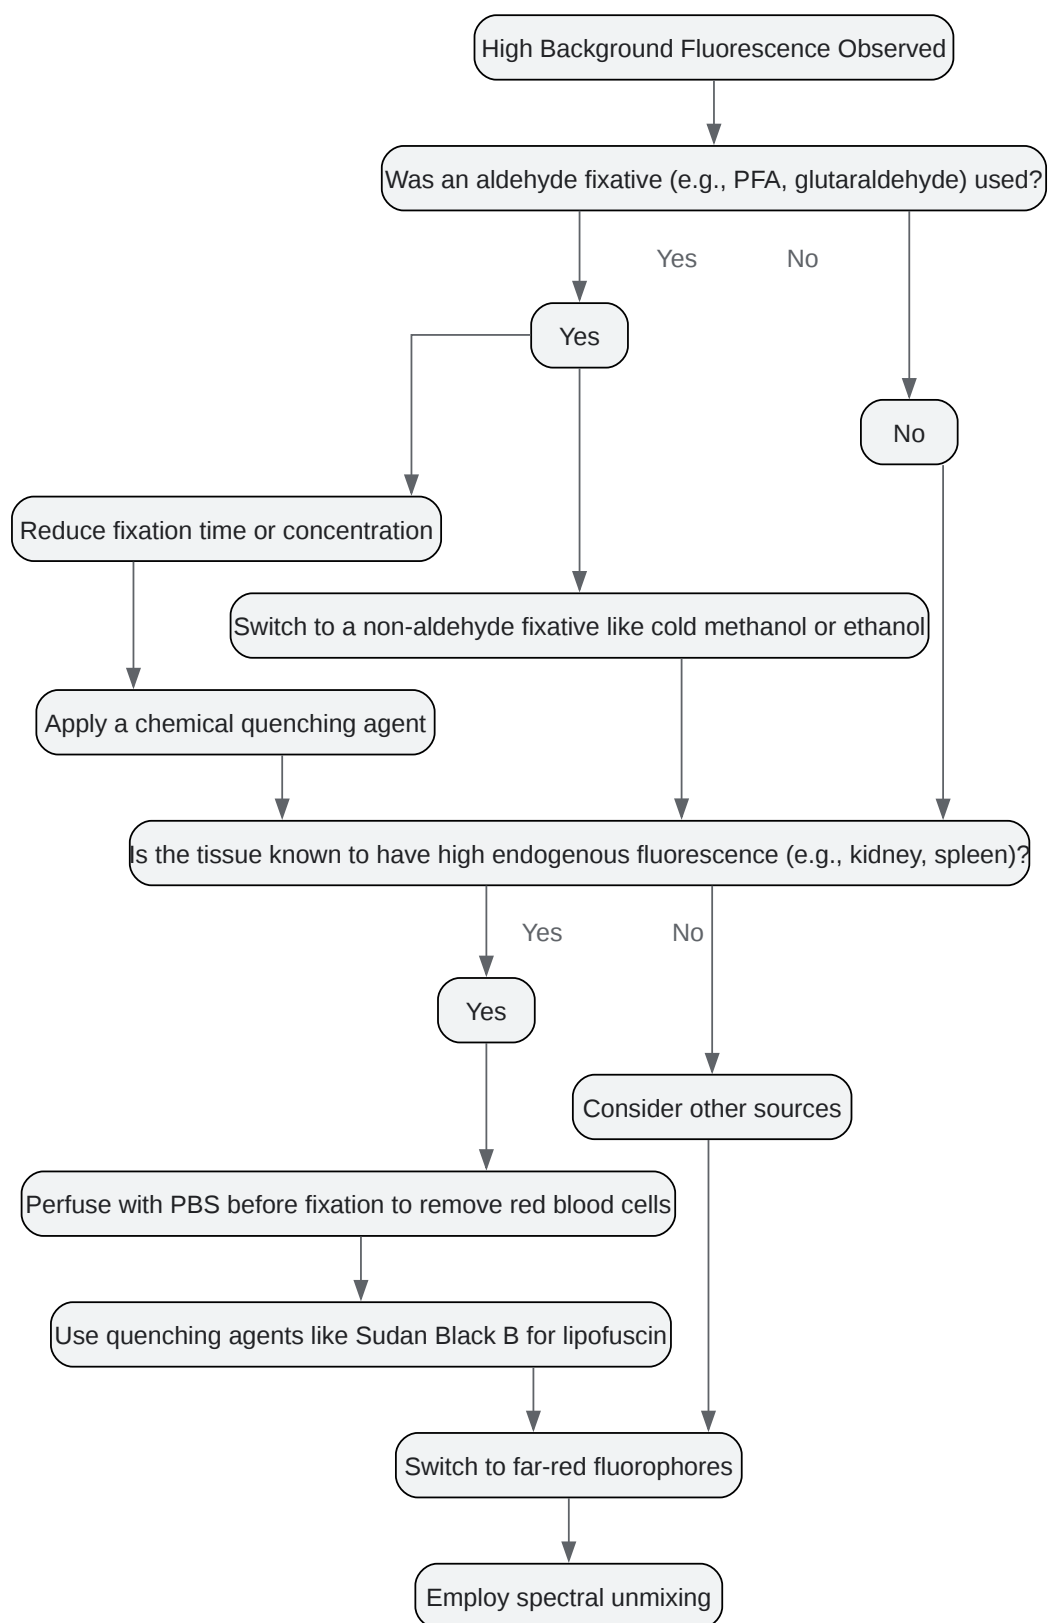 High Background Fluorescence Observed
Was an aldehyde fixative (e.g., PFA, glutaraldehyde) used?
Yes
No
Yes
No
Reduce fixation time or concentration
Switch to a non-aldehyde fixative like cold methanol or ethanol
Apply a chemical quenching agent
Is the tissue known to have high endogenous fluorescence (e.g., kidney, spleen)?
Yes
No
Yes
Consider other sources
Perfuse with PBS before fixation to remove red blood cells
Use quenching agents like Sudan Black B for lipofuscin
Switch to far-red fluorophores
Employ spectral unmixing